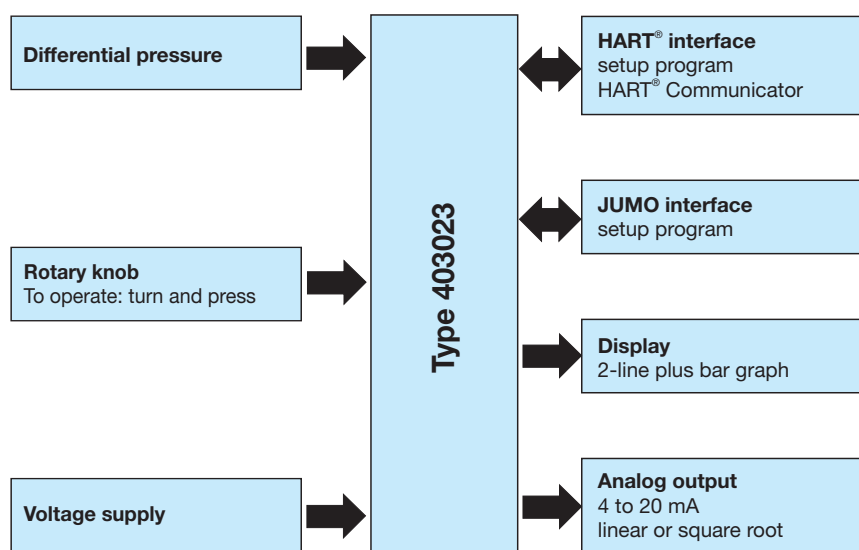 Differential pressure
Rotary knob
To operate: turn and press
Voltage supply
Type 403023
HART® interface
setup program
HART® Communicator
JUMO interface
setup program
Display
2-line plus bar graph
Analog output
4 to 20 mA
linear or square root